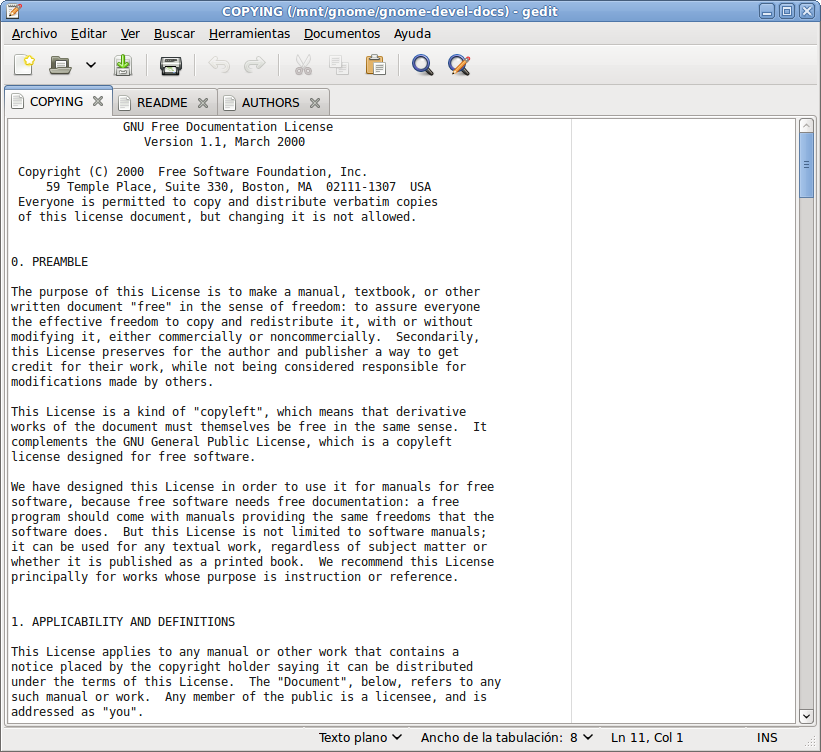 COPYING (/mnt/gnome/gnome-devel-docs) - gedit
Archivo Editar Ver Buscar Herramientas Documentos Ayuda
COPYING README AUTHORS
GNU Free Documentation License
Version 1.1, March 2000
Copyright (C) 2000  Free Software Foundation, Inc.
59 Temple Place, Suite 330, Boston, MA  02111-1307  USA
Everyone is permitted to copy and distribute verbatim copies
of this license document, but changing it is not allowed.
0. PREAMBLE
The purpose of this License is to make a manual, textbook, or other
written document "free" in the sense of freedom: to assure everyone
the effective freedom to copy and redistribute it, with or without
modifying it, either commercially or noncommercially.  Secondarily,
this License preserves for the author and publisher a way to get
credit for their work, while not being considered responsible for
modifications made by others.
This License is a kind of "copyleft", which means that derivative
works of the document must themselves be free in the same sense.  It
complements the GNU General Public License, which is a copyleft
license designed for free software.
We have designed this License in order to use it for manuals for free
software, because free software needs free documentation: a free
program should come with manuals providing the same freedoms that the
software does.  But this License is not limited to software manuals;
it can be used for any textual work, regardless of subject matter or
whether it is published as a printed book.  We recommend this License
principally for works whose purpose is instruction or reference.
1. APPLICABILITY AND DEFINITIONS
This License applies to any manual or other work that contains a
notice placed by the copyright holder saying it can be distributed
under the terms of this License.  The "Document", below, refers to any
such manual or work.  Any member of the public is a licensee, and is
addressed as "you".
Texto plano Ancho de la tabulación: 8 Ln 11, Col 1 INS